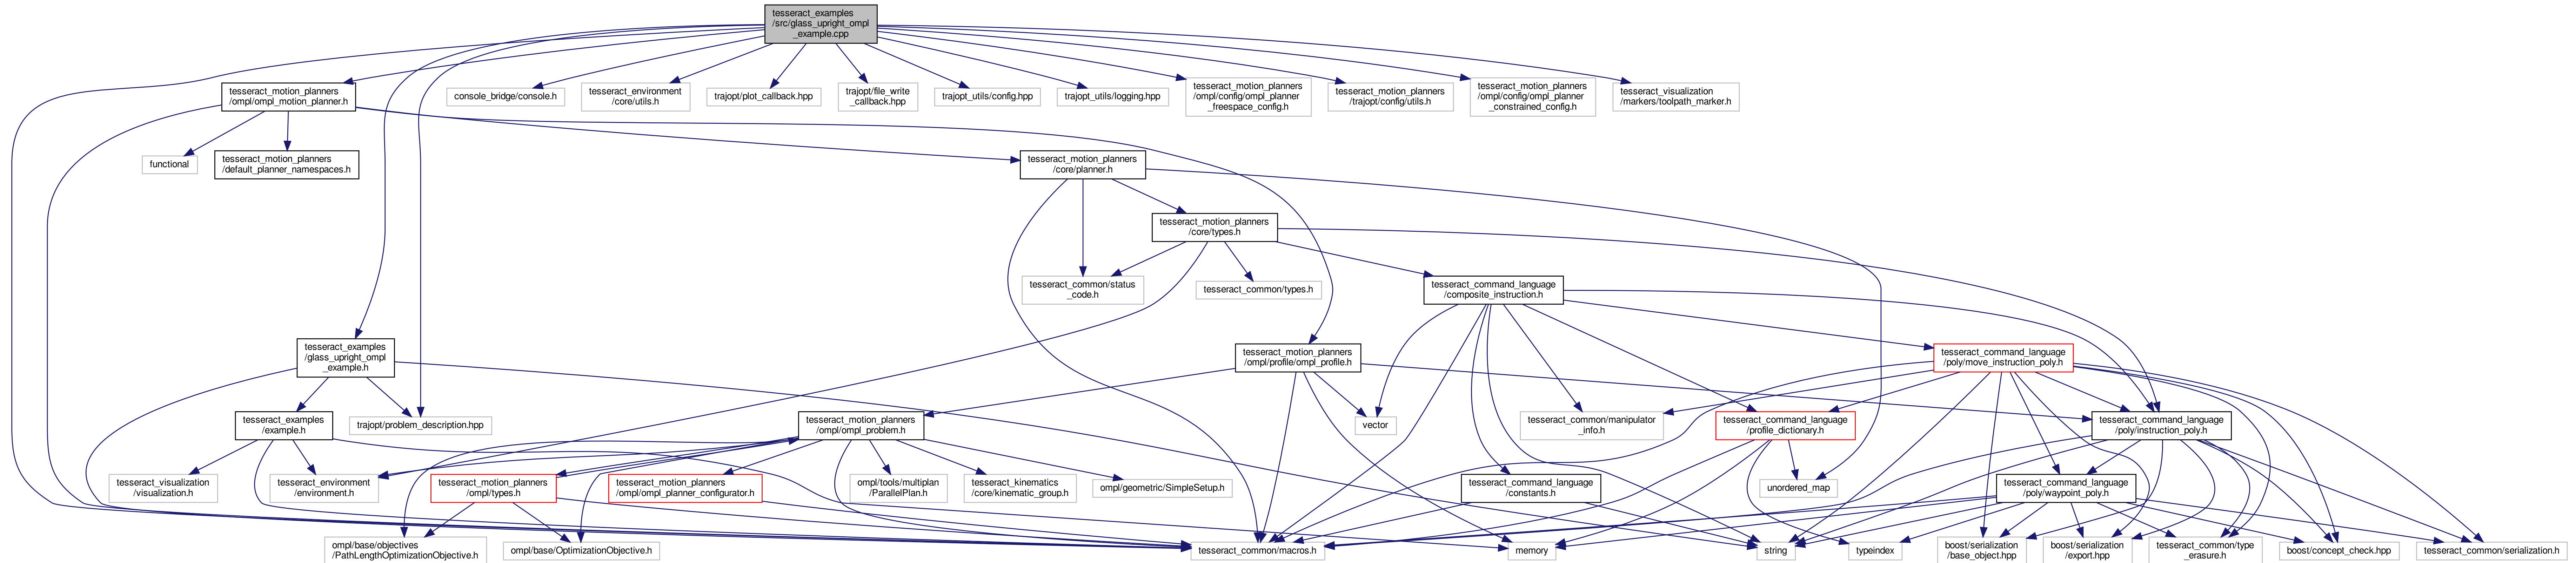 tesseract_examples
/src/glass_upright_ompl
_example.cpp
tesseract_motion_planners
/ompl/ompl_motion_planner.h
console_bridge/console.h
tesseract_environment
/core/utils.h
trajopt/plot_callback.hpp
trajopt/file_write
_callback.hpp
trajopt_utils/config.hpp
trajopt_utils/logging.hpp
tesseract_motion_planners
/ompl/config/ompl_planner
_freespace_config.h
tesseract_motion_planners
/trajopt/config/utils.h
tesseract_motion_planners
/ompl/config/ompl_planner
_constrained_config.h
tesseract_visualization
/markers/toolpath_marker.h
functional
tesseract_motion_planners
/default_planner_namespaces.h
tesseract_motion_planners
/core/planner.h
tesseract_motion_planners
/core/types.h
tesseract_common/status
_code.h
tesseract_common/types.h
tesseract_command_language
/composite_instruction.h
tesseract_examples
/glass_upright_ompl
_example.h
tesseract_motion_planners
/ompl/profile/ompl_profile.h
tesseract_command_language
/poly/move_instruction_poly.h
tesseract_examples
/example.h
trajopt/problem_description.hpp
tesseract_motion_planners
/ompl/ompl_problem.h
vector
tesseract_common/manipulator
_info.h
tesseract_command_language
/profile_dictionary.h
tesseract_command_language
/poly/instruction_poly.h
tesseract_visualization
/visualization.h
tesseract_environment
/environment.h
tesseract_motion_planners
/ompl/types.h
tesseract_motion_planners
/ompl/ompl_planner_configurator.h
ompl/tools/multiplan
/ParallelPlan.h
tesseract_kinematics
/core/kinematic_group.h
ompl/geometric/SimpleSetup.h
tesseract_command_language
/constants.h
unordered_map
tesseract_command_language
/poly/waypoint_poly.h
ompl/base/objectives
/PathLengthOptimizationObjective.h
ompl/base/OptimizationObjective.h
tesseract_common/macros.h
memory
string
typeindex
boost/serialization
/base_object.hpp
boost/serialization
/export.hpp
tesseract_common/type
_erasure.h
boost/concept_check.hpp
tesseract_common/serialization.h